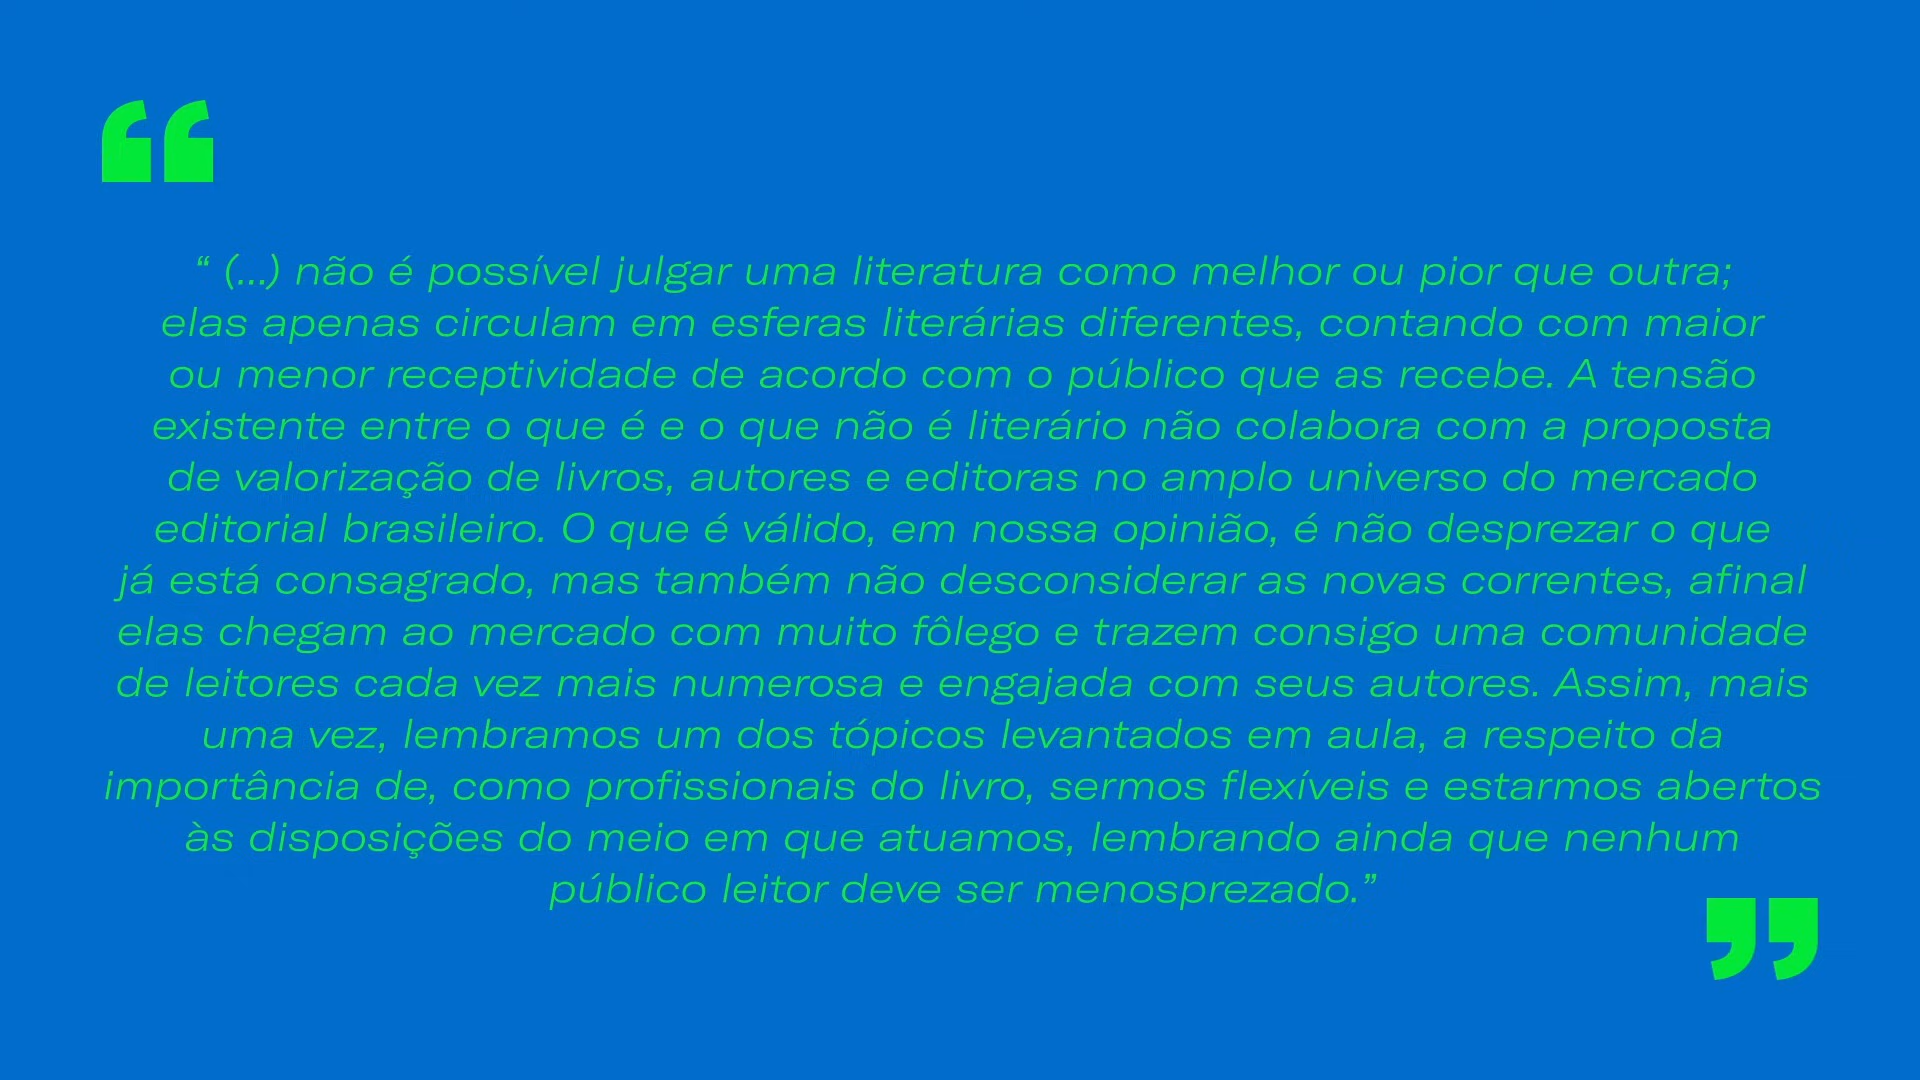 “ (...) não é possível julgar uma literatura como melhor ou pior que outra;
elas apenas circulam em esferas literárias diferentes, contando com maior
ou menor receptividade de acordo com o público que as recebe. A tensão
existente entre o que é e o que não é literário não colabora com a proposta
de valorização de livros, autores e editoras no amplo universo do mercado
editorial brasileiro. O que é válido, em nossa opinião, é não desprezar o que
já está consagrado, mas também não desconsiderar as novas correntes, afinal
elas chegam ao mercado com muito fôlego e trazem consigo uma comunidade
de leitores cada vez mais numerosa e engajada com seus autores. Assim, mais
uma vez, lembramos um dos tópicos levantados em aula, a respeito da
importância de, como profissionais do livro, sermos flexíveis e estarmos abertos
às disposições do meio em que atuamos, lembrando ainda que nenhum
público leitor deve ser menosprezado.”